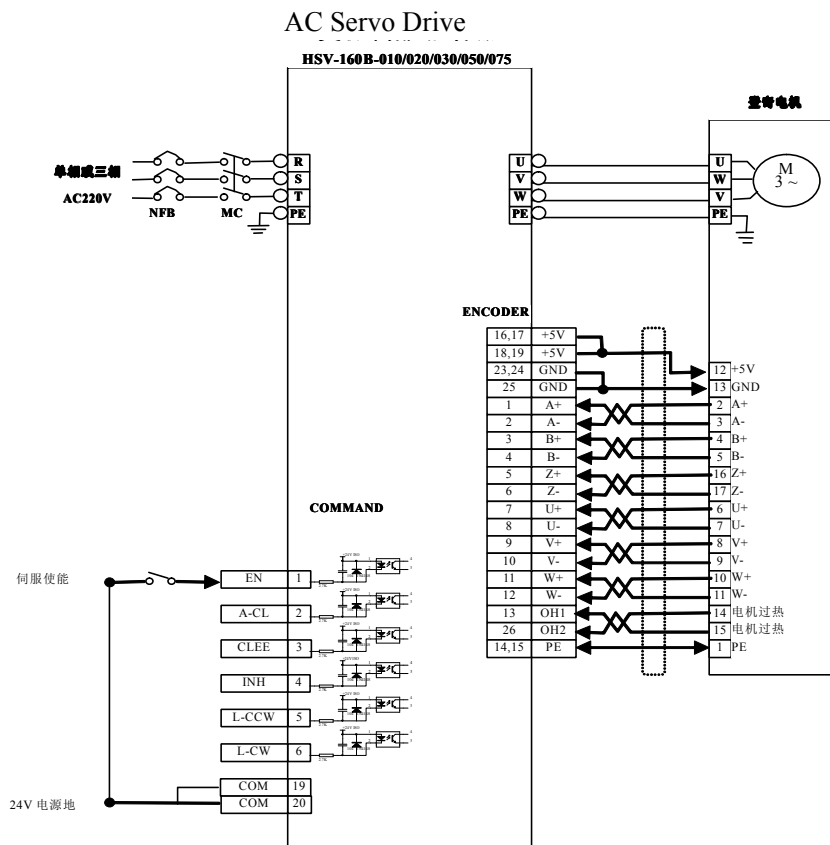 AC Servo Drive
HSV-160B-010/020/030/050/075
登奇电机
单相或三相
AC220V
NFB MC
R
S
T
PE
U
V
W
PE
U
W
V
PE
M
3 ~
ENCODER
16,17 +5V
18,19 +5V
23,24 GND
25 GND
1 A+
2 A-
3 B+
4 B-
5 Z+
6 Z-
7 U+
8 U-
9 V+
10 V-
11 W+
12 W-
13 OH1
26 OH2
14,15 PE
12 +5V
13 GND
2 A+
3 A-
4 B+
5 B-
16 Z+
17 Z-
6 U+
7 U-
8 V+
9 V-
10 W+
11 W-
14 电机过热
15 电机过热
1 PE
COMMAND
伺服使能
EN 1
A-CL 2
CLEE 3
INH 4
L-CCW 5
L-CW 6
COM 19
COM 20
24V 电源地